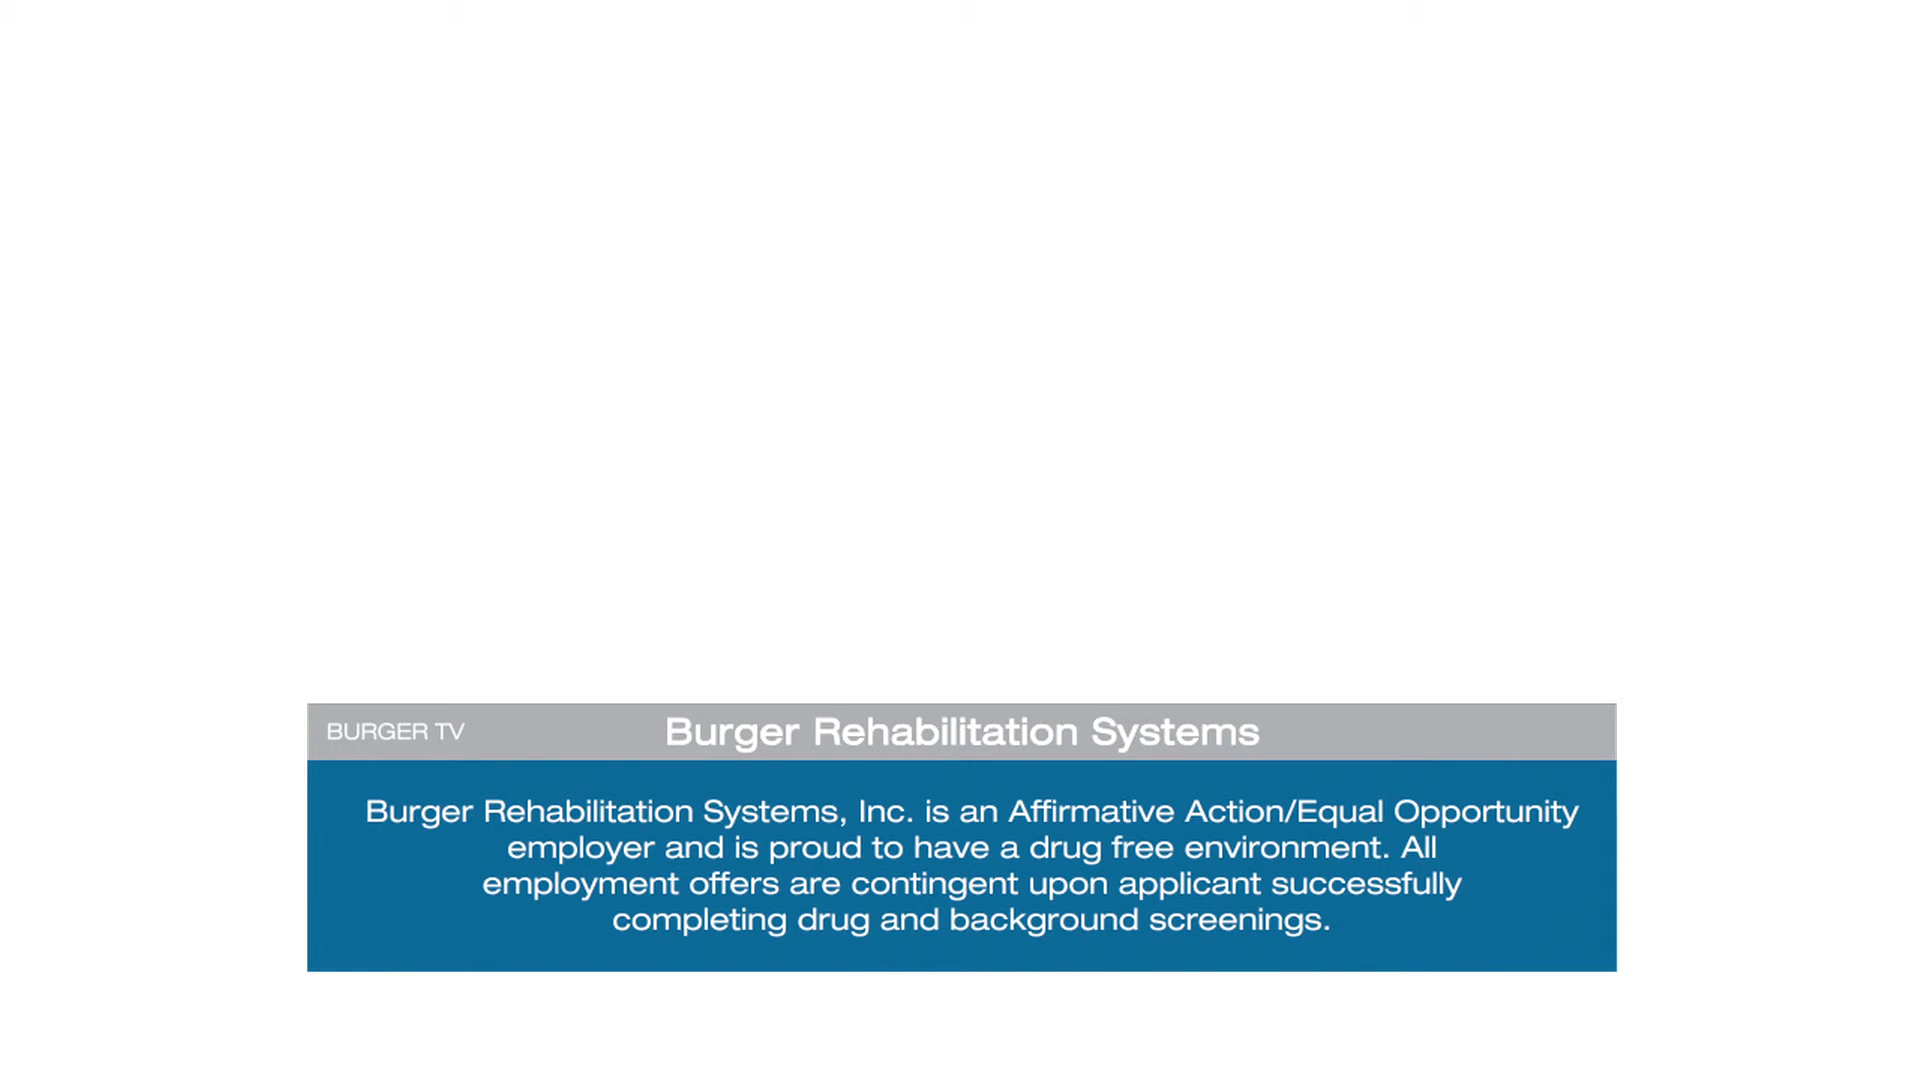 BURGER TV
Burger Rehabilitation Systems
Burger Rehabilitation Systems, Inc. is an Affirmative Action/Equal Opportunity
employer and is proud to have a drug free environment. All
employment offers are contingent upon applicant successfully
completing drug and background screenings.